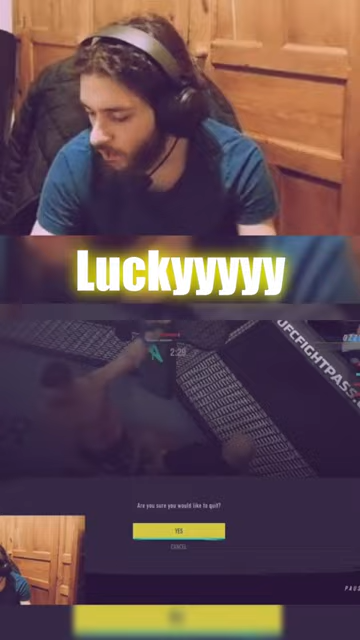 Luckyyyyy
UFCFIGHTPASS
2:29
Are you sure you would like to quit?
YES
CANCEL